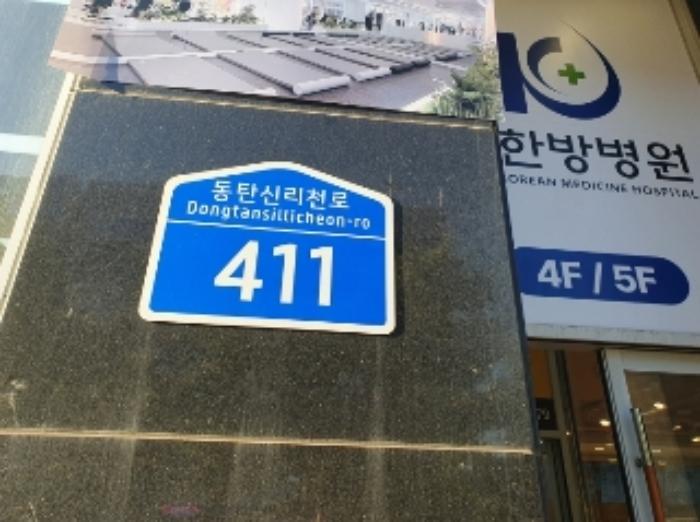 동탄신리천로
Dongtansillicheon-ro
411
한방병원
KOREAN MEDICINE HOSPITAL
4F / 5F